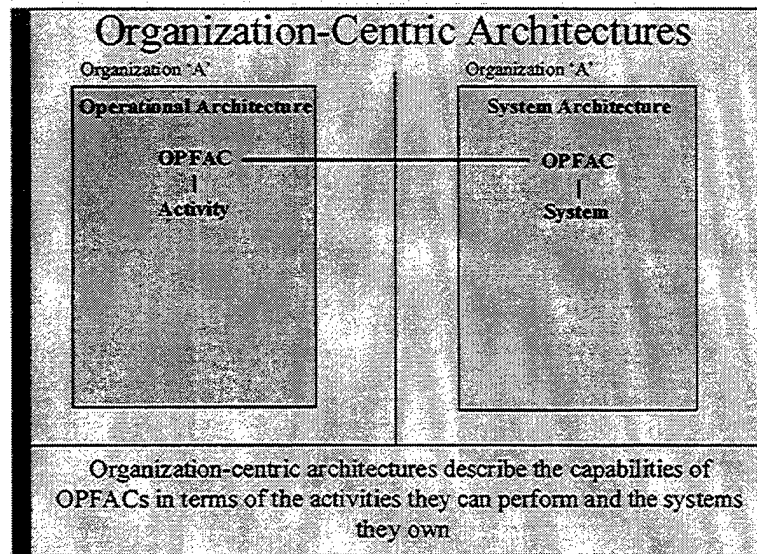 Organization-Centric Architectures
Organization 'A'
Operational Architecture
OPFAC
Activity
Organization 'A'
System Architecture
OPFAC
System
Organization-centric architectures describe the capabilities of
OPFACs in terms of the activities they can perform and the systems
they own